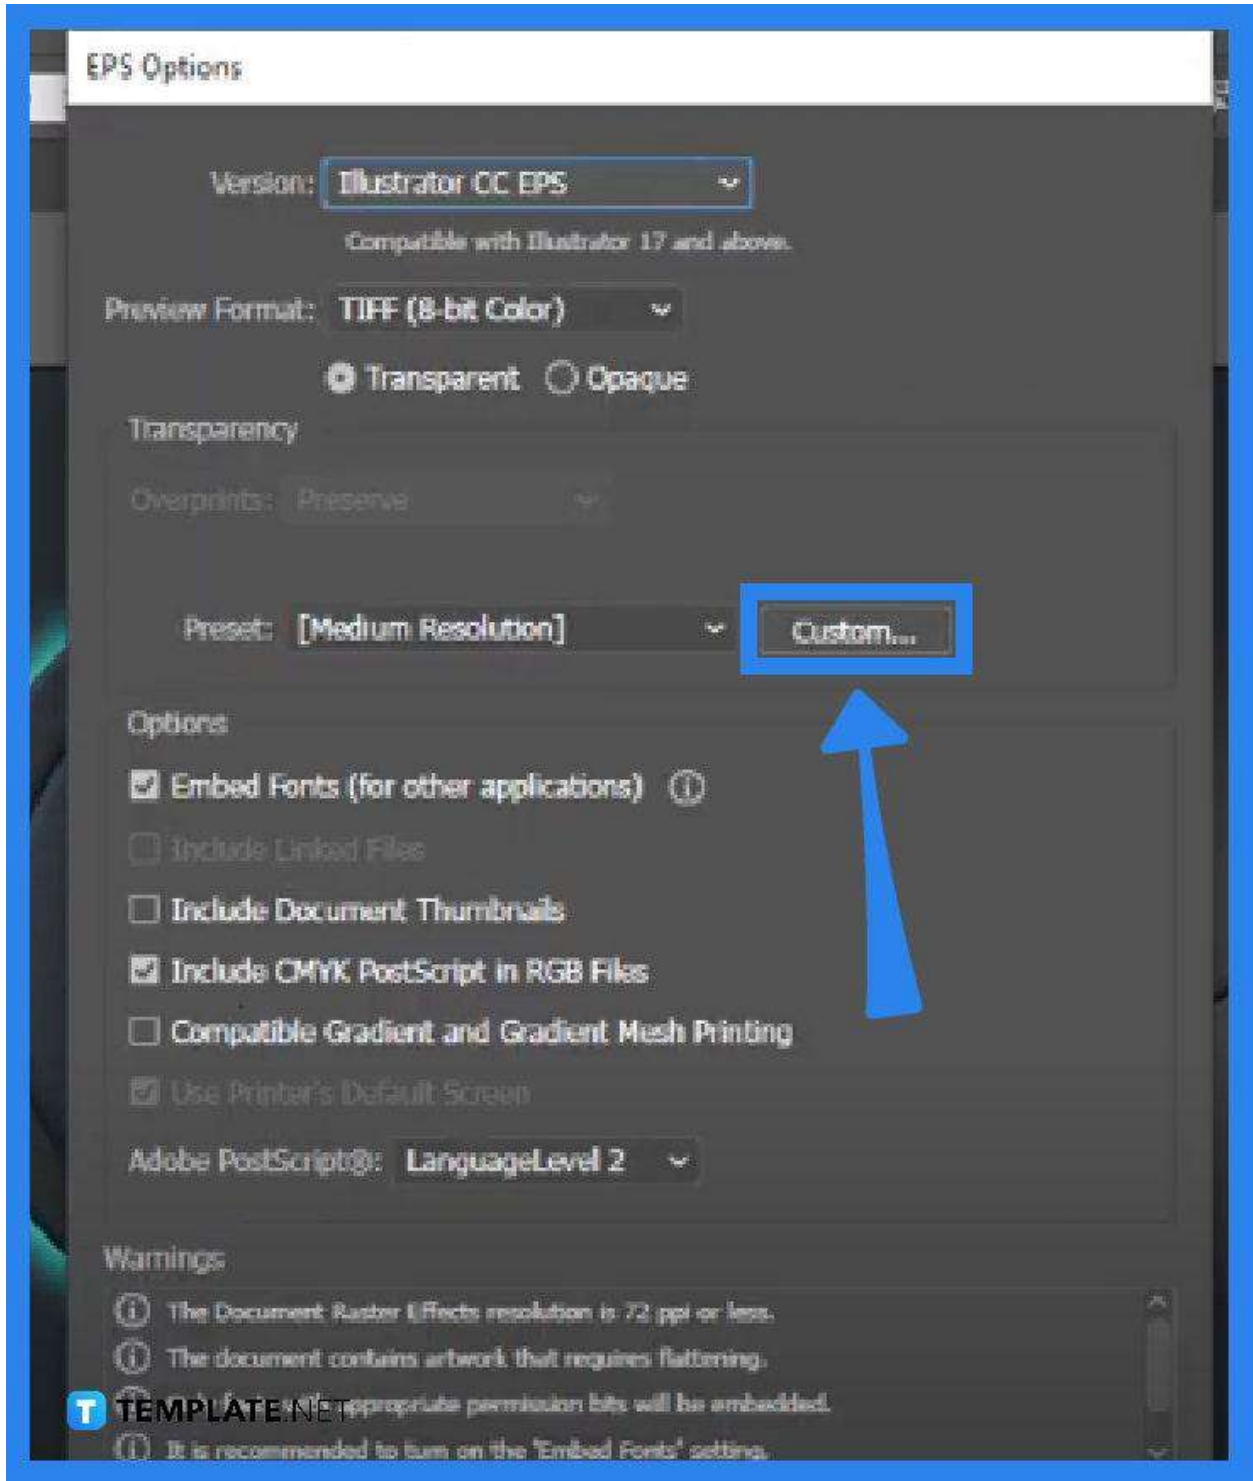 EPS Options
Version: Illustrator CC EPS
Compatible with Illustrator 17 and above.
Preview Format: TIFF (8-bit Color)
Transparent Opaque
Transparency
Overprints: Preserve
Preset: [Medium Resolution] Custom...
Options
Embed Fonts (for other applications)
Include Linked Files
Include Document Thumbnails
Include CMYK PostScript in RGB Files
Compatible Gradient and Gradient Mesh Printing
Use Printer's Default Screen
Adobe PostScript®: LanguageLevel 2
Warnings
The Document Raster Effects resolution is 72 ppi or less.
The document contains artwork that requires flattening.
T TEMPLATE.NET appropriate permission bits will be embedded.
It is recommended to turn on the 'Embed Fonts' setting.